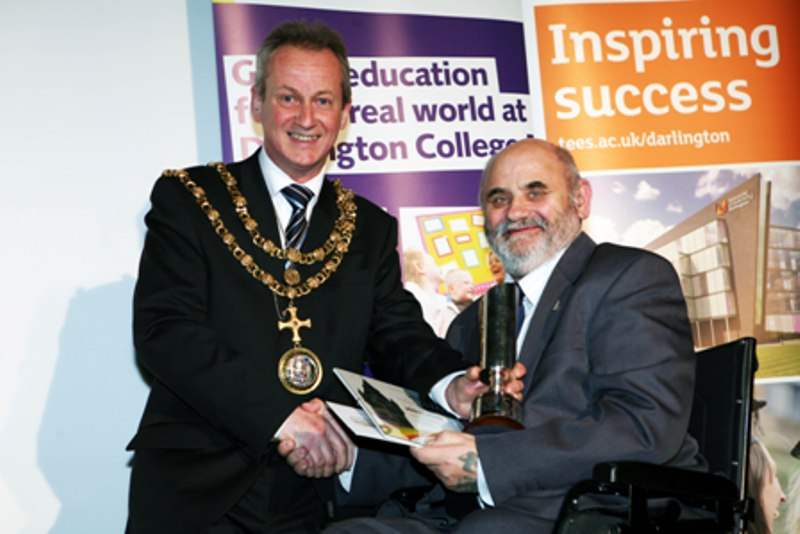 G education
f real world at
D ngton College!
Inspiring
success
tees.ac.uk/darlington